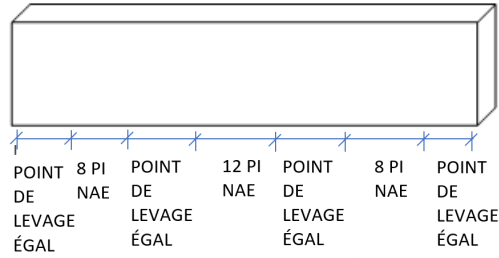 POINT
DE
LEVAGE
ÉGAL
8 PI
NAE
POINT
DE
LEVAGE
ÉGAL
12 PI
NAE
POINT
DE
LEVAGE
ÉGAL
8 PI
NAE
POINT
DE
LEVAGE
ÉGAL